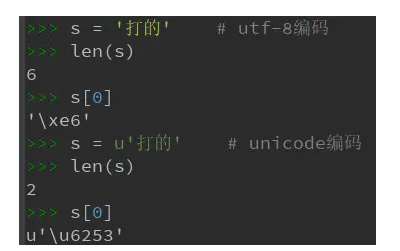 >>> s = '打的'    # utf-8编码
>>> len(s)
6
>>> s[0]
'\xe6'
>>> s = u'打的'    # unicode编码
>>> len(s)
2
>>> s[0]
u'\u6253'